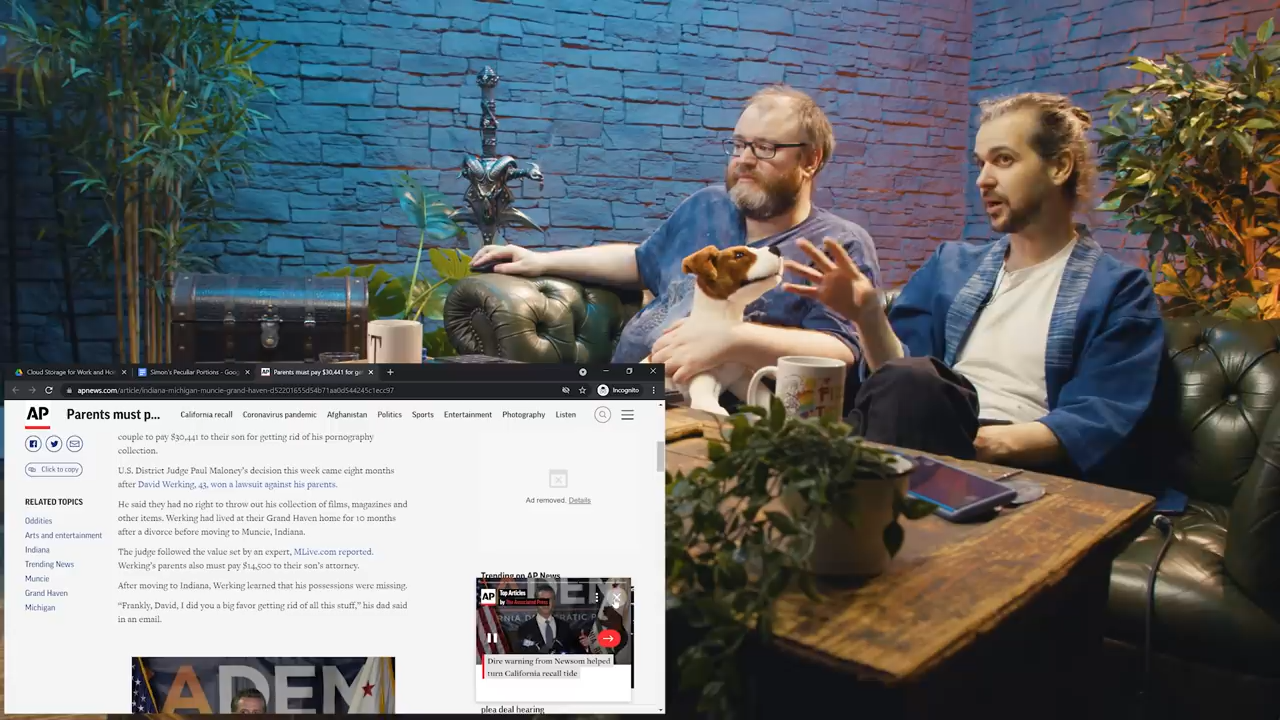 Cloud Storage for Work and Ho
Simon's Peculiar Portions - Goog
Parents must pay $30,441 for ge
apnews.com/article/indiana-michigan-muncie-grand-haven-d52201655d54b71aa0d544245c1ecc97
Incognito
AP
Parents must p...
California recall
Coronavirus pandemic
Afghanistan
Politics
Sports
Entertainment
Photography
Listen
Click to copy
RELATED TOPICS
Oddities
Arts and entertainment
Indiana
Trending News
Muncie
Grand Haven
Michigan
couple to pay $30,441 to their son for getting rid of his pornography
collection.
U.S. District Judge Paul Maloney's decision this week came eight months
after David Werking, 43, won a lawsuit against his parents.
He said they had no right to throw out his collection of films, magazines and
other items. Werking had lived at their Grand Haven home for 10 months
after a divorce before moving to Muncie, Indiana.
The judge followed the value set by an expert, MLive.com reported.
Werking's parents also must pay $14,500 to their son's attorney.
After moving to Indiana, Werking learned that his possessions were missing.
“Frankly, David, I did you a big favor getting rid of all this stuff,” his dad said
in an email.
ADEM
Ad removed. Details
Trending on AP News
AP
Top Articles
by The Associated Press
Dire warning from Newsom helped
turn California recall tide
plea deal hearing